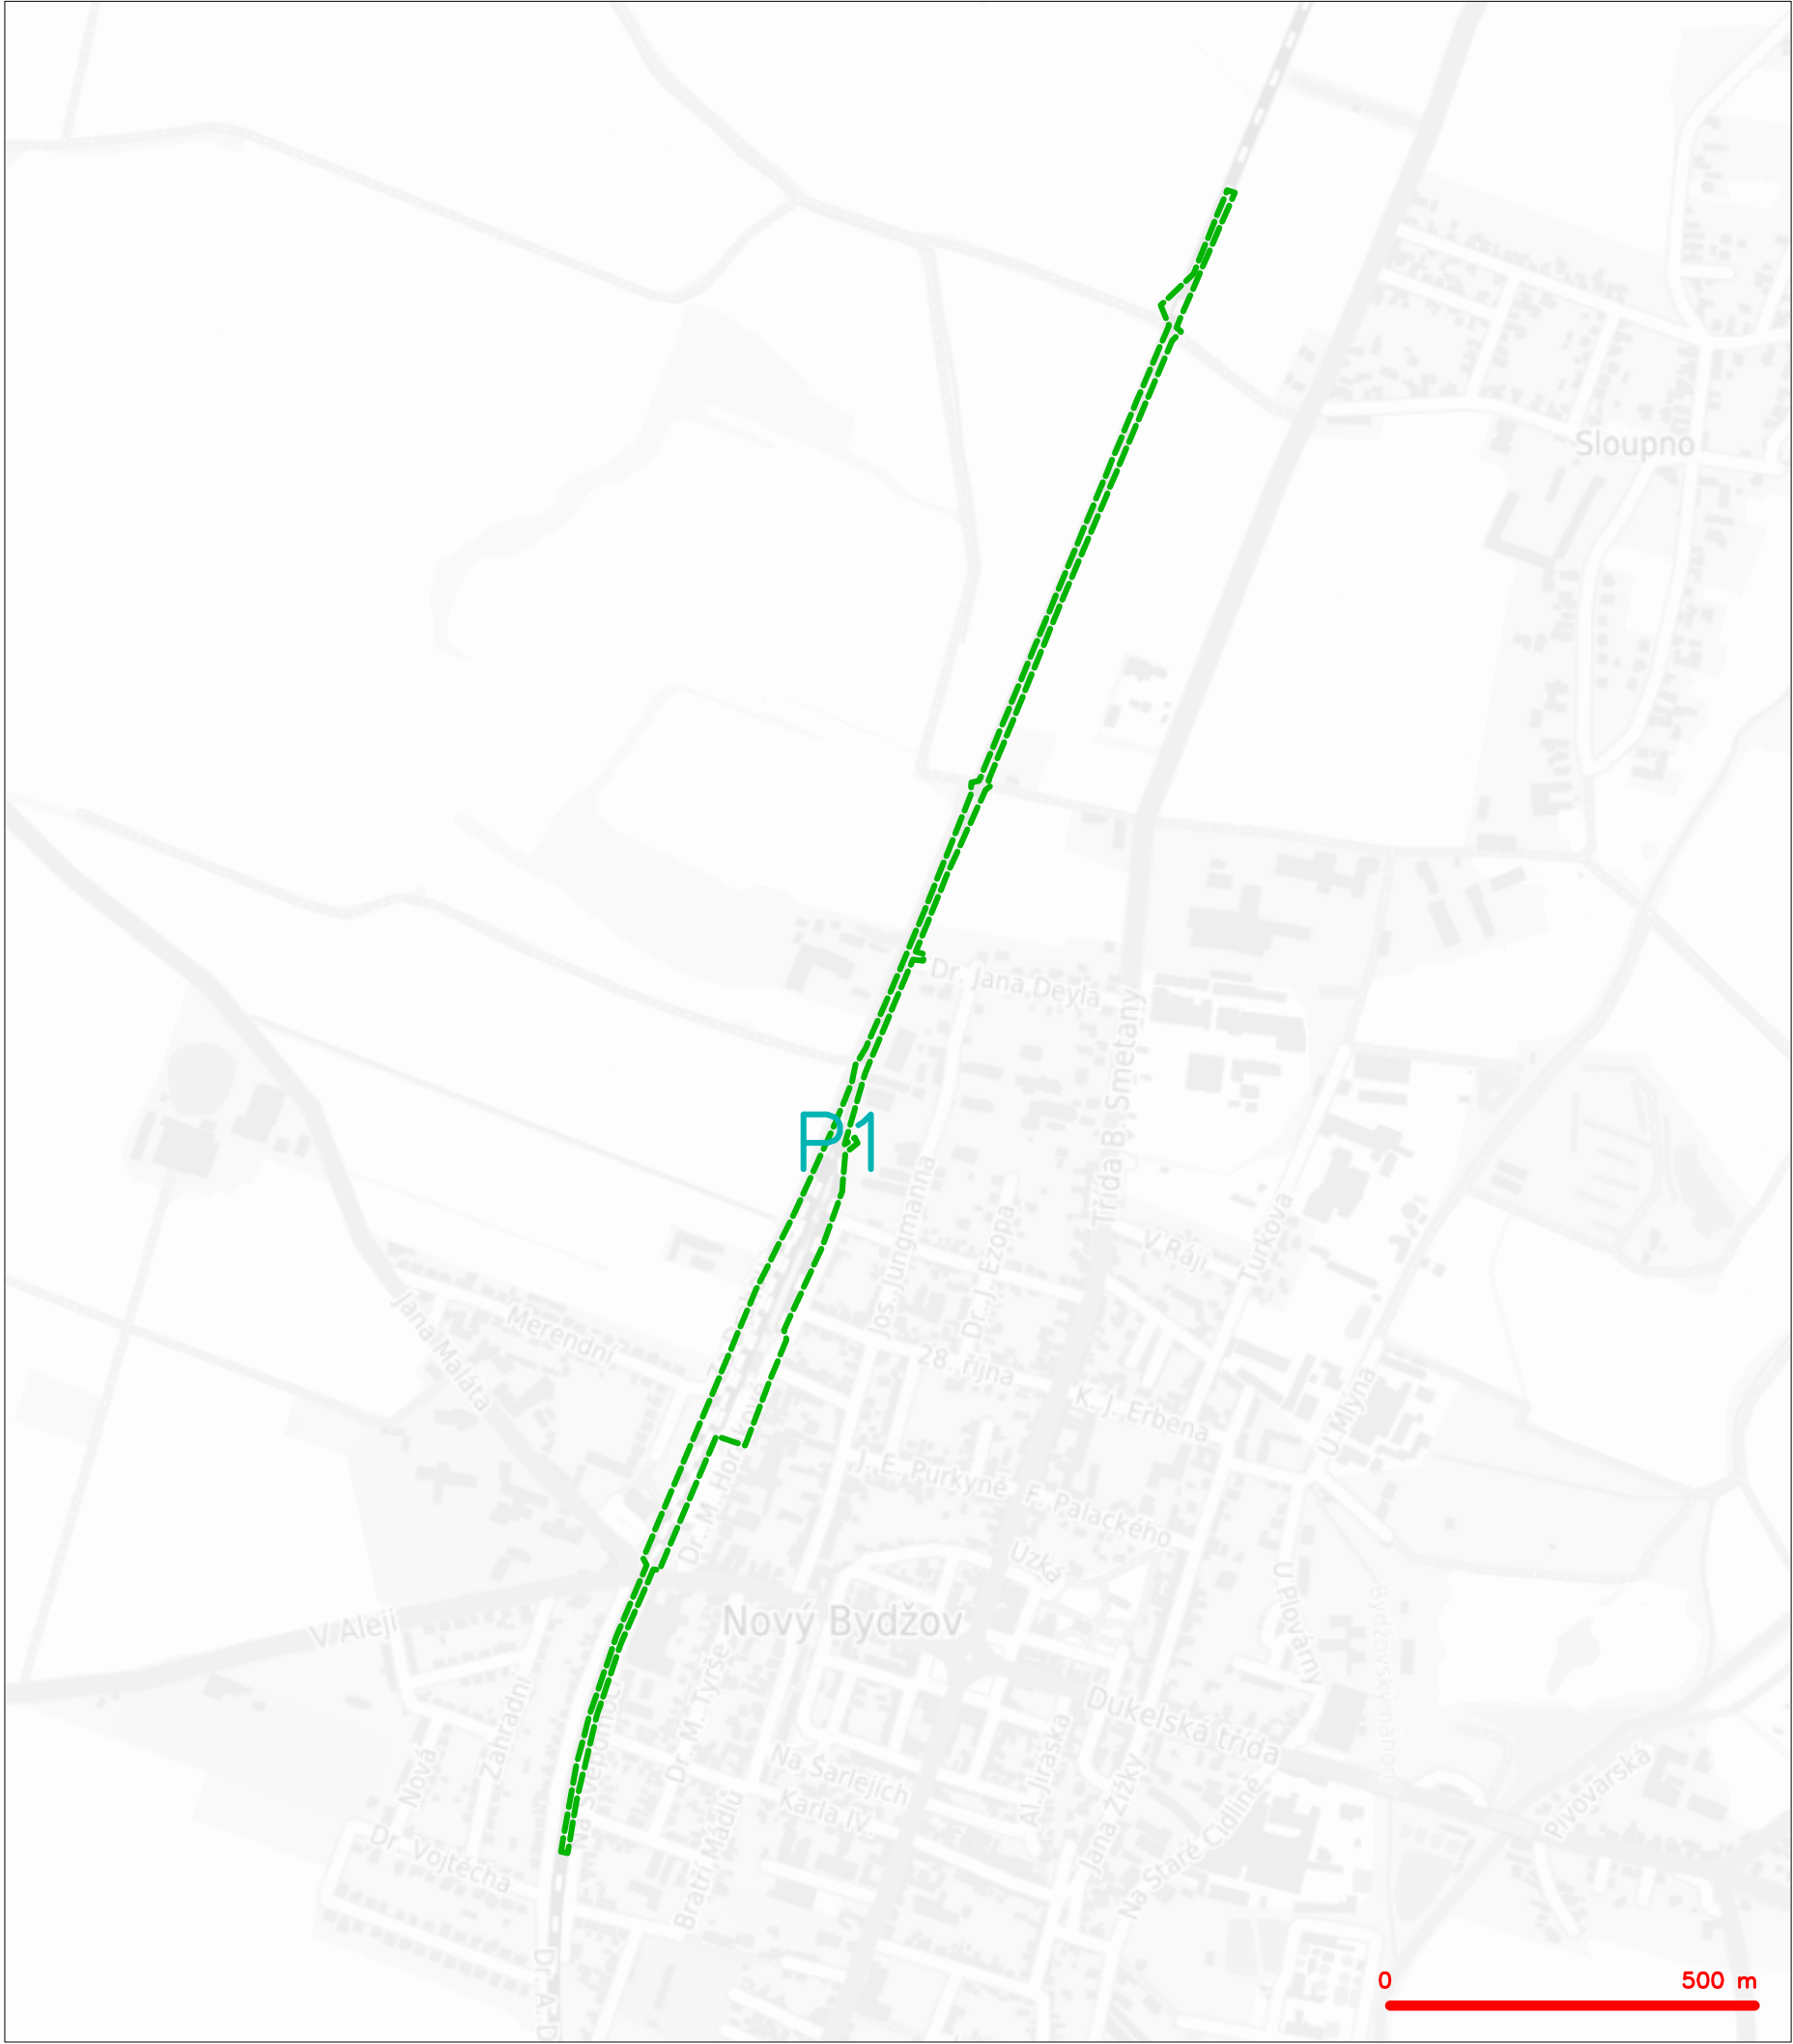 Sloupno
Dr. Jana Deyla
Třída B. Smetany
P1
Jos. Jungmanna
Dr. J. Ezopa
V Ráji
Turkova
Merendní
Jana Maláta
28. října
K. J. Erbena
U Mlýna
J. E. Purkyně
F. Palackého
Úzká
U Plovárny
Nový Bydžov
V Aleji
Dr. M. Tyrše
Zahradní
Nová
Dukelská třída
Na Šarlejích
Karla IV.
Al. Jiráska
Jana Žižky
Na Staré Cidlině
Pivovarská
Dr. Vojtěcha
Bratří Mádlů
Dr. A. D
0 500 m